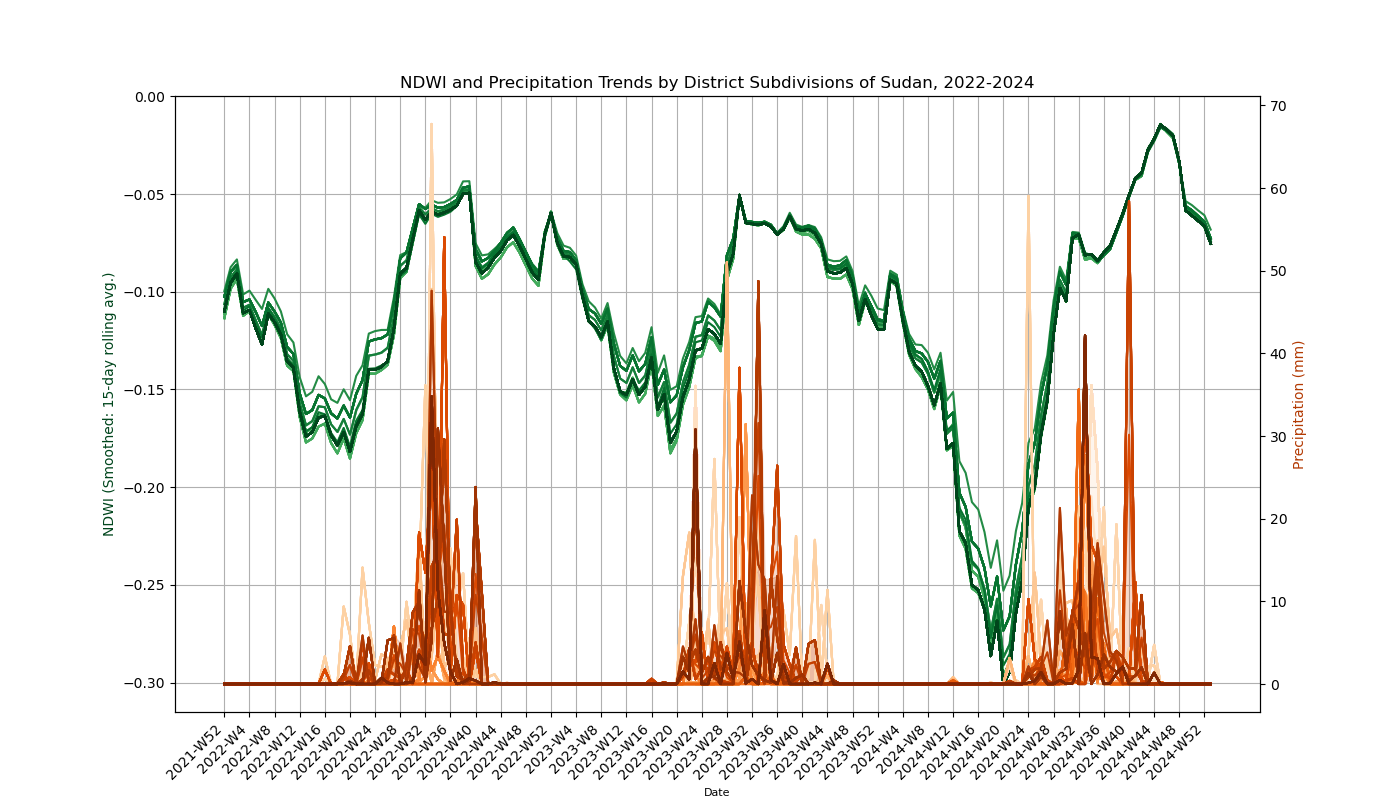 NDWI and Precipitation Trends by District Subdivisions of Sudan, 2022-2024
NDWI (Smoothed: 15-day rolling avg.)
0.00
−0.05
−0.10
−0.15
−0.20
−0.25
−0.30
70
60
50
40
30
20
10
0
Precipitation (mm)
2021-W52
2022-W4
2022-W8
2022-W12
2022-W16
2022-W20
2022-W24
2022-W28
2022-W32
2022-W36
2022-W40
2022-W44
2022-W48
2022-W52
2023-W4
2023-W8
2023-W12
2023-W16
2023-W20
2023-W24
2023-W28
2023-W32
2023-W36
2023-W40
2023-W44
2023-W48
2023-W52
2024-W4
2024-W8
2024-W12
2024-W16
2024-W20
2024-W24
2024-W28
2024-W32
2024-W36
2024-W40
2024-W44
2024-W48
2024-W52
Date